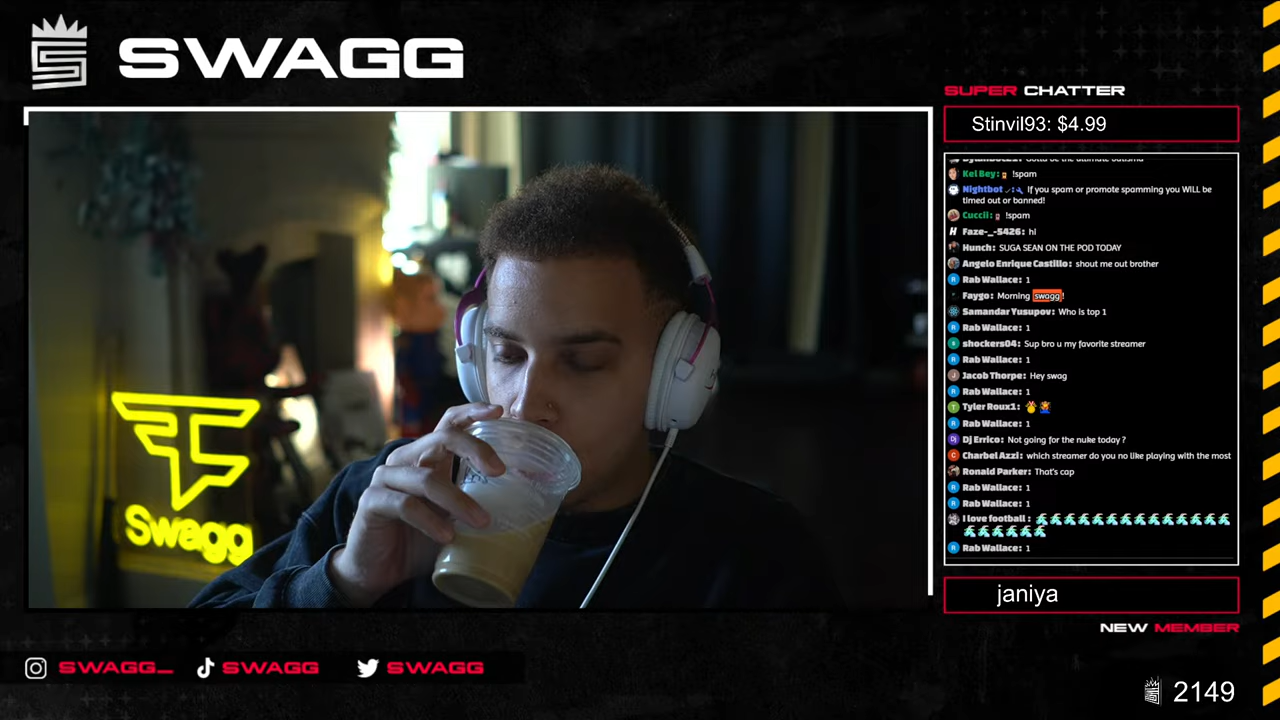 SWAGG
SUPER CHATTER
Stinvil93: $4.99
Kel Bey: !spam
Nightbot : If you spam or promote spamming you WILL be
timed out or banned!
Cuccii: !spam
Faze-_-5426: hi
Hunch: SUGA SEAN ON THE POD TODAY
Angelo Enrique Castillo: shout me out brother
Rab Wallace: 1
Faygo: Morning swagg!
Samandar Yusupov: Who is top 1
Rab Wallace: 1
shockers04: Sup bro u my favorite streamer
Rab Wallace: 1
Jacob Thorpe: Hey swag
Rab Wallace: 1
Tyler Roux1:
Rab Wallace: 1
Dj Errico: Not going for the nuke today ?
Charbel Azzi: which streamer do you no like playing with the most
Ronald Parker: That's cap
Rab Wallace: 1
Rab Wallace: 1
I love football :
Rab Wallace: 1
Swagg
janiya
NEW MEMBER
SWAGG_ SWAGG SWAGG
2149